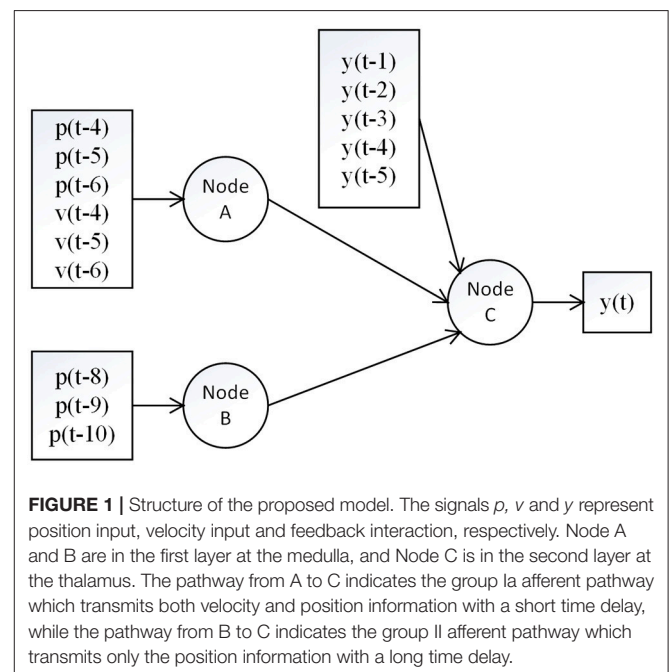 y(t-1)
y(t-2)
y(t-3)
y(t-4)
y(t-5)
p(t-4)
p(t-5)
p(t-6)
v(t-4)
v(t-5)
v(t-6)
Node
A
Node
C
y(t)
p(t-8)
p(t-9)
p(t-10)
Node
B
FIGURE 1 | Structure of the proposed model. The signals p, v and y represent
position input, velocity input and feedback interaction, respectively. Node A
and B are in the first layer at the medulla, and Node C is in the second layer at
the thalamus. The pathway from A to C indicates the group Ia afferent pathway
which transmits both velocity and position information with a short time delay,
while the pathway from B to C indicates the group II afferent pathway which
transmits only the position information with a long time delay.